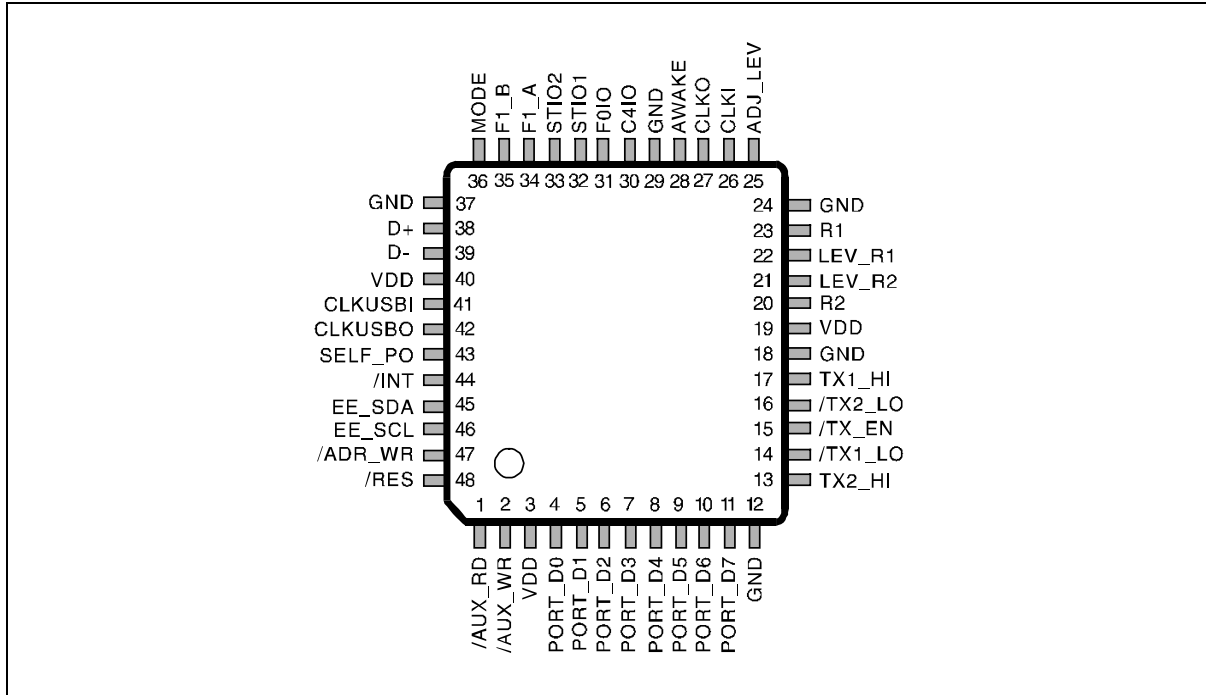 MODE
F1_B
F1_A
STIO2
STIO1
F0IO
C4IO
GND
AWAKE
CLKO
CLKI
ADJ_LEV
36 35 34 33 32 31 30 29 28 27 26 25
GND 37
D+ 38
D- 39
VDD 40
CLKUSBI 41
CLKUSBO 42
SELF_PO 43
/INT 44
EE_SDA 45
EE_SCL 46
/ADR_WR 47
/RES 48
24 GND
23 R1
22 LEV_R1
21 LEV_R2
20 R2
19 VDD
18 GND
17 TX1_HI
16 /TX2_LO
15 /TX_EN
14 /TX1_LO
13 TX2_HI
1 2 3 4 5 6 7 8 9 10 11 12
/AUX_RD
/AUX_WR
VDD
PORT_D0
PORT_D1
PORT_D2
PORT_D3
PORT_D4
PORT_D5
PORT_D6
PORT_D7
GND